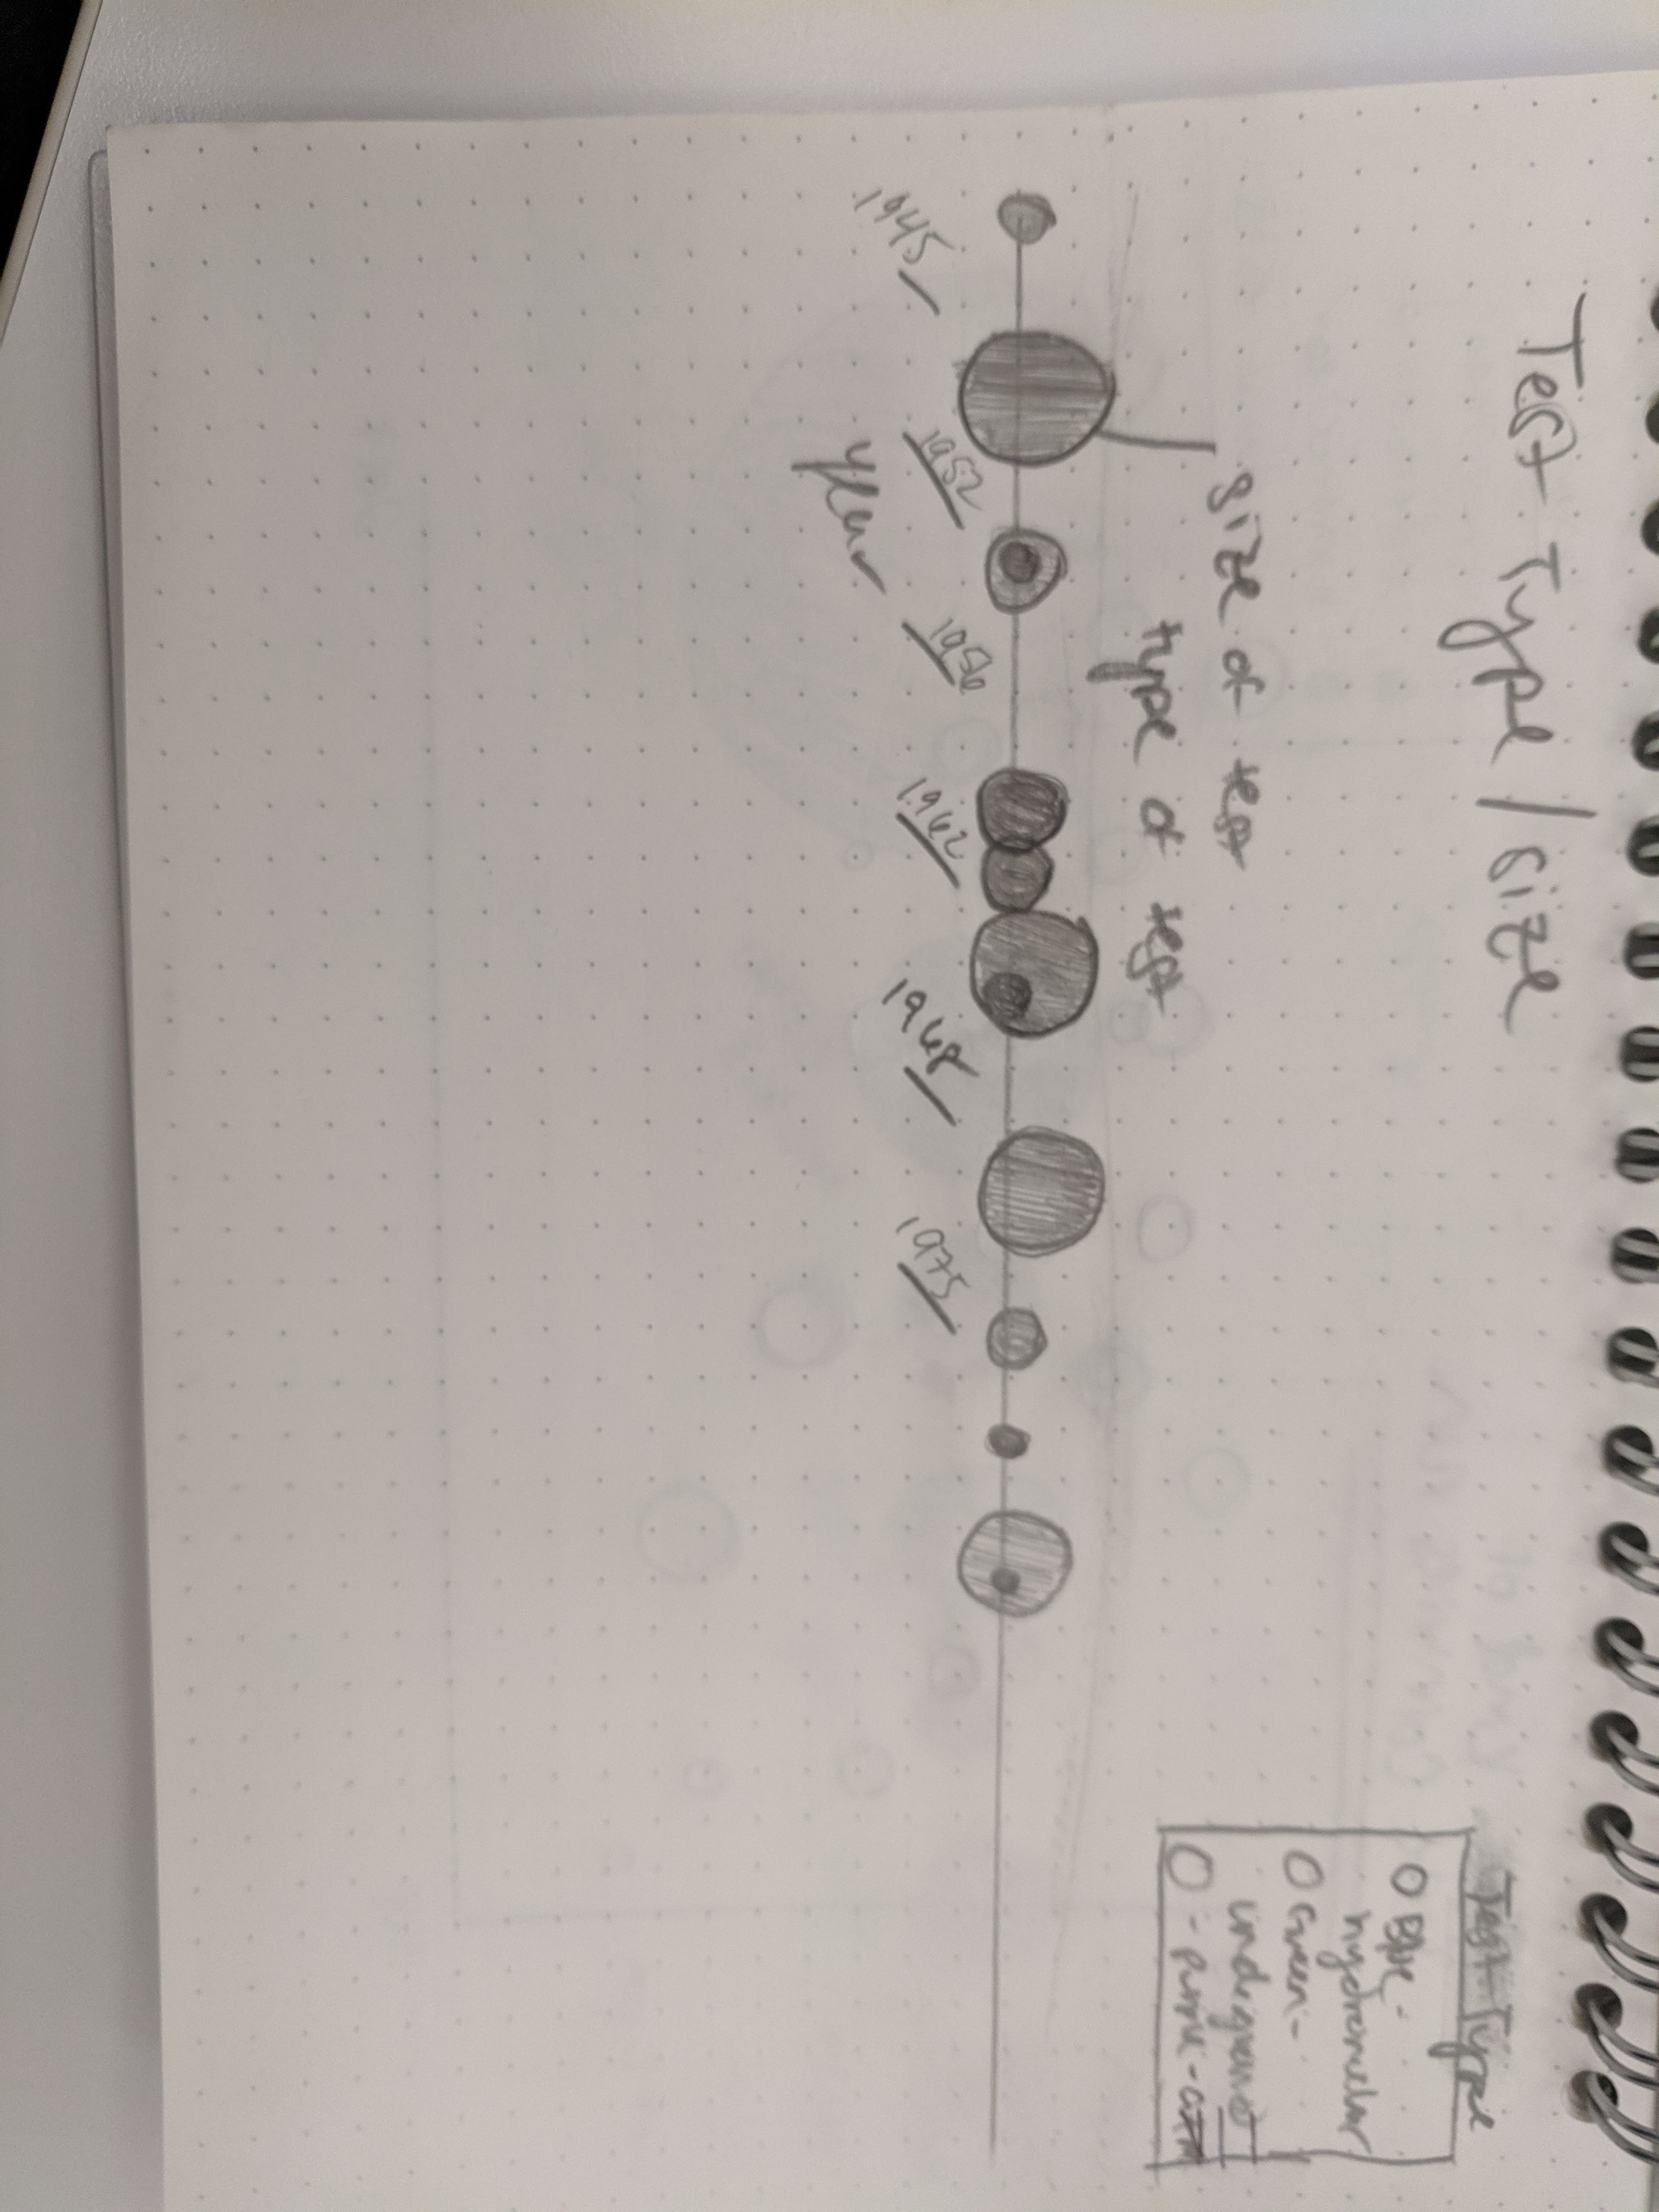 Test Type / Size
size of test
type of test
1945
1952
1956
1962
1968
1975
year
Test Type
Blue -
hydronuclear
Green -
underground
- purple - atm